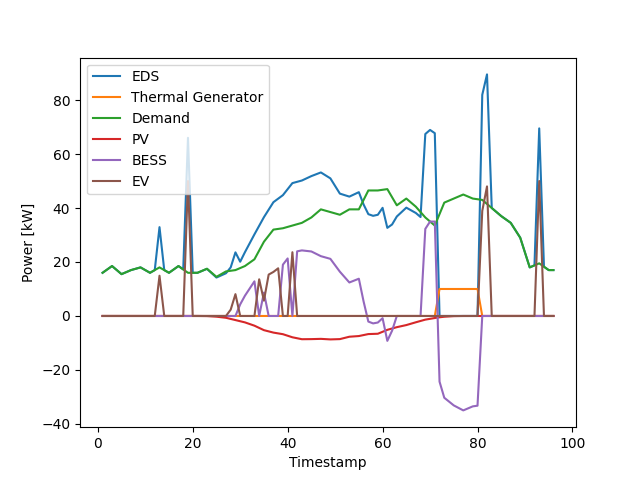 EDS
Thermal Generator
Demand
PV
BESS
EV
80
60
40
20
0
−20
−40
Power [kW]
0 20 40 60 80 100
Timestamp